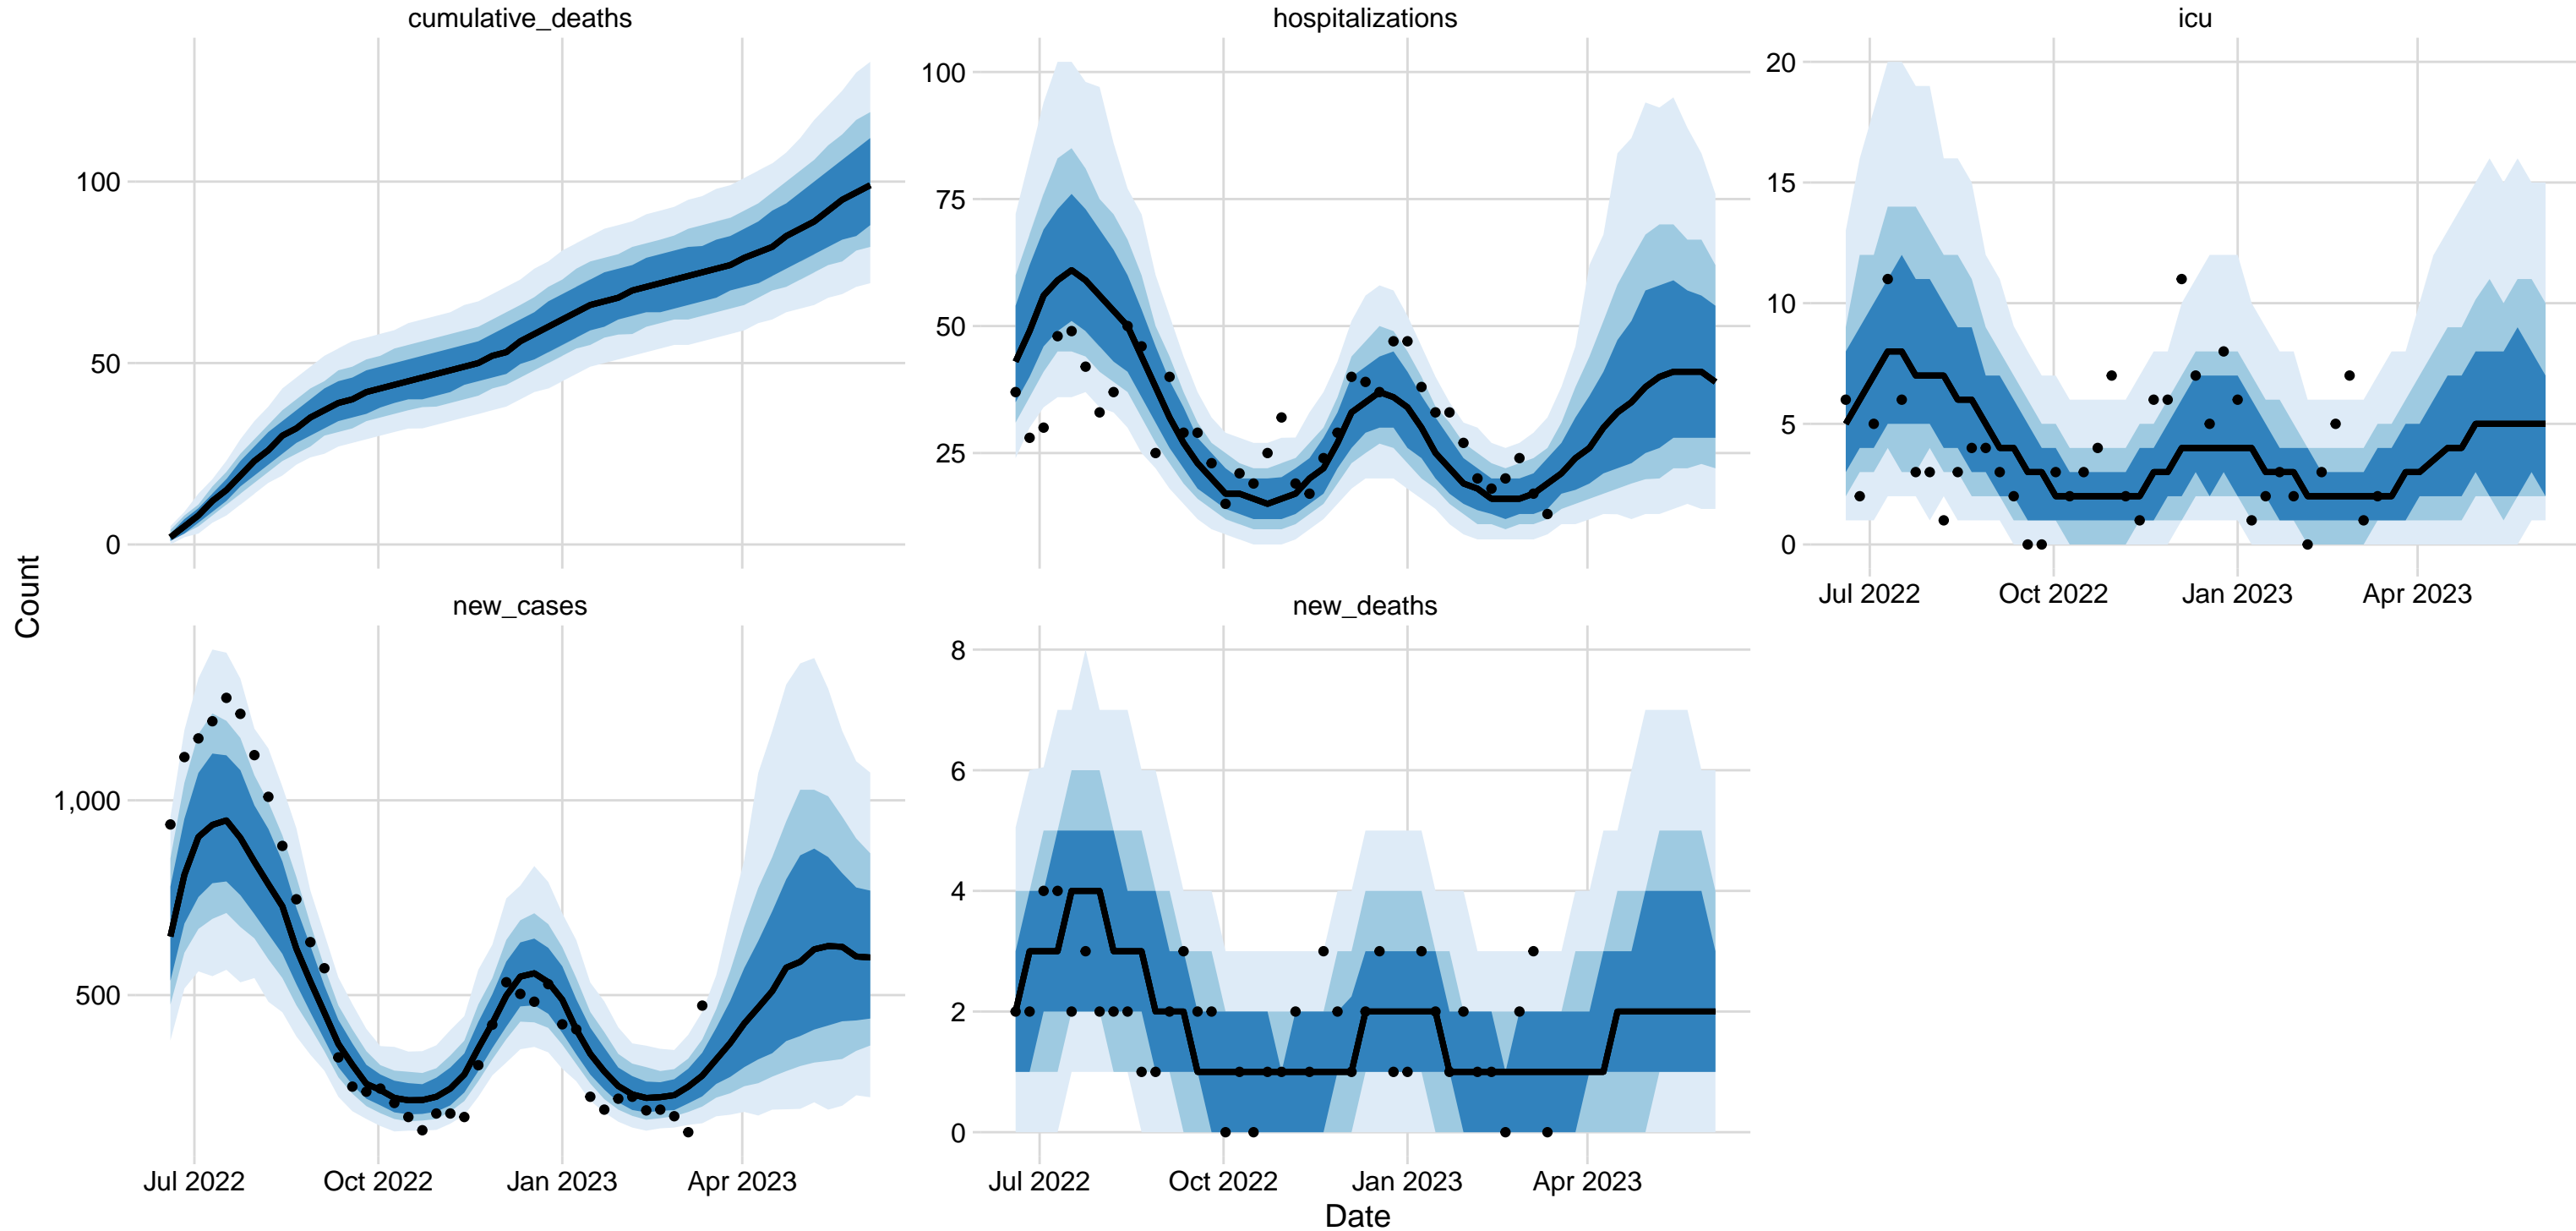 cumulative_deaths
hospitalizations
icu
100
50
0
100
75
50
25
20
15
10
5
0
Jul 2022 Oct 2022 Jan 2023 Apr 2023
Count
new_cases
new_deaths
1,000
500
8
6
4
2
0
Jul 2022 Oct 2022 Jan 2023 Apr 2023
Jul 2022 Oct 2022 Jan 2023 Apr 2023
Date